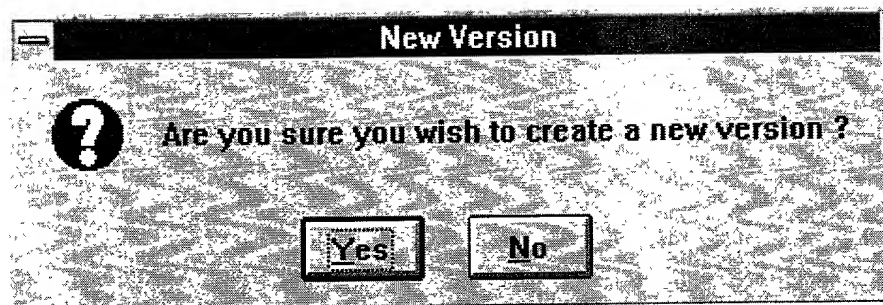 New Version
Are you sure you wish to create a new version ?
Yes
No